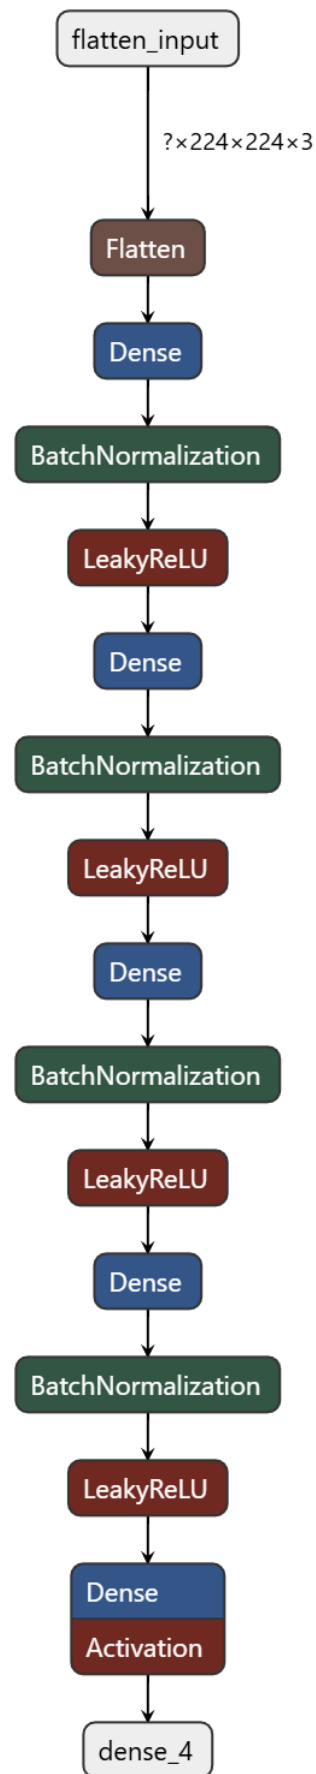 flatten_input
?×224×224×3
Flatten
Dense
BatchNormalization
LeakyReLU
Dense
BatchNormalization
LeakyReLU
Dense
BatchNormalization
LeakyReLU
Dense
BatchNormalization
LeakyReLU
Dense
Activation
dense_4